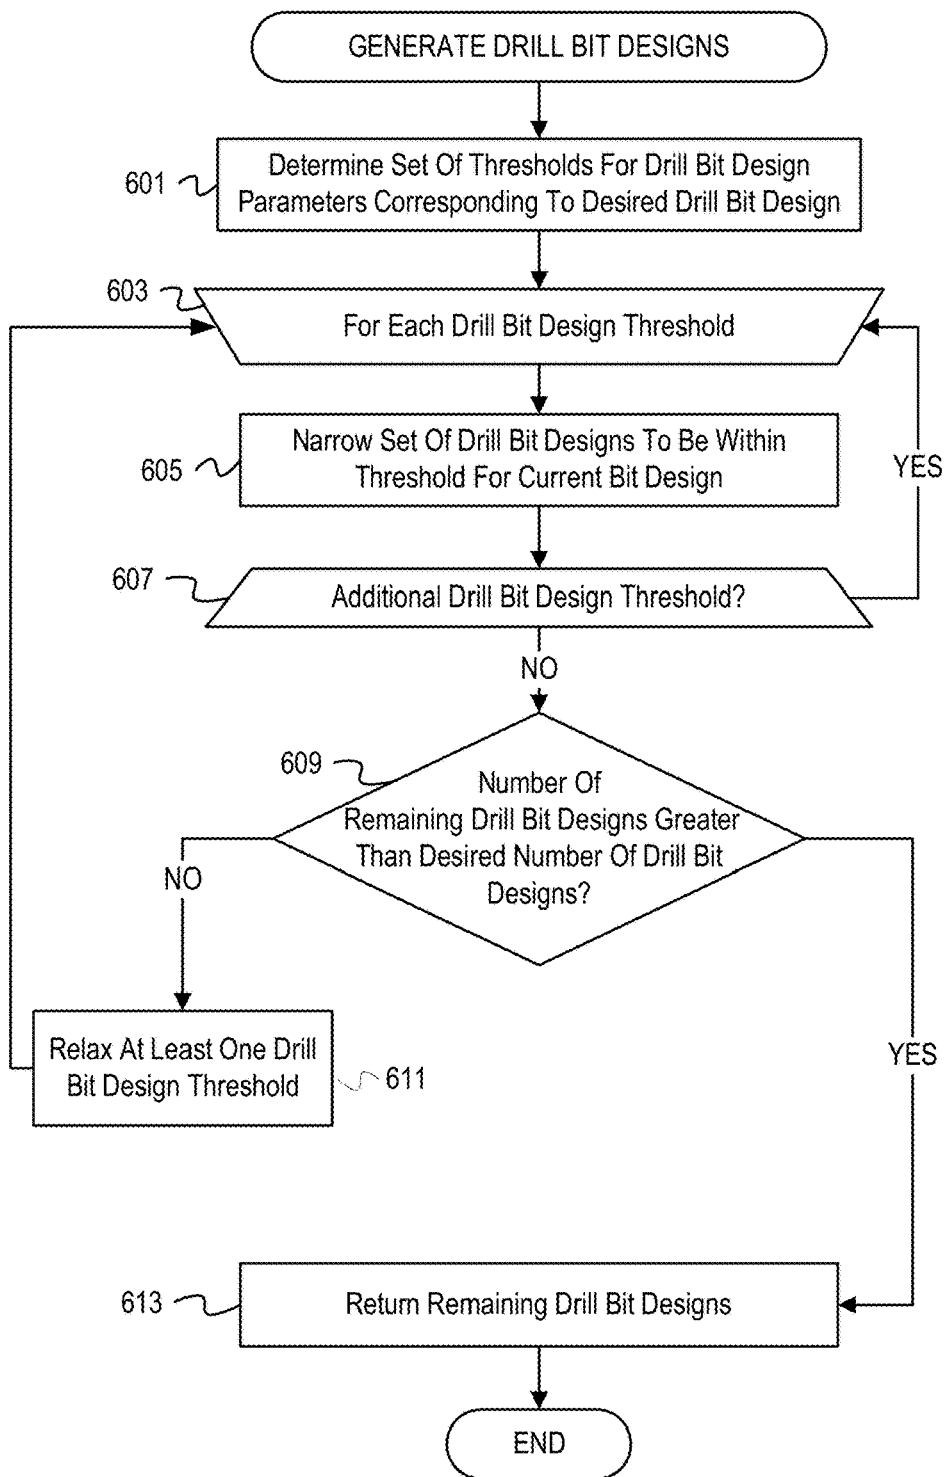 GENERATE DRILL BIT DESIGNS
601
Determine Set Of Thresholds For Drill Bit Design
Parameters Corresponding To Desired Drill Bit Design
603
For Each Drill Bit Design Threshold
605
Narrow Set Of Drill Bit Designs To Be Within
Threshold For Current Bit Design
YES
607
Additional Drill Bit Design Threshold?
NO
609
Number Of
Remaining Drill Bit Designs Greater
Than Desired Number Of Drill Bit
Designs?
NO
YES
Relax At Least One Drill
Bit Design Threshold
611
613
Return Remaining Drill Bit Designs
END